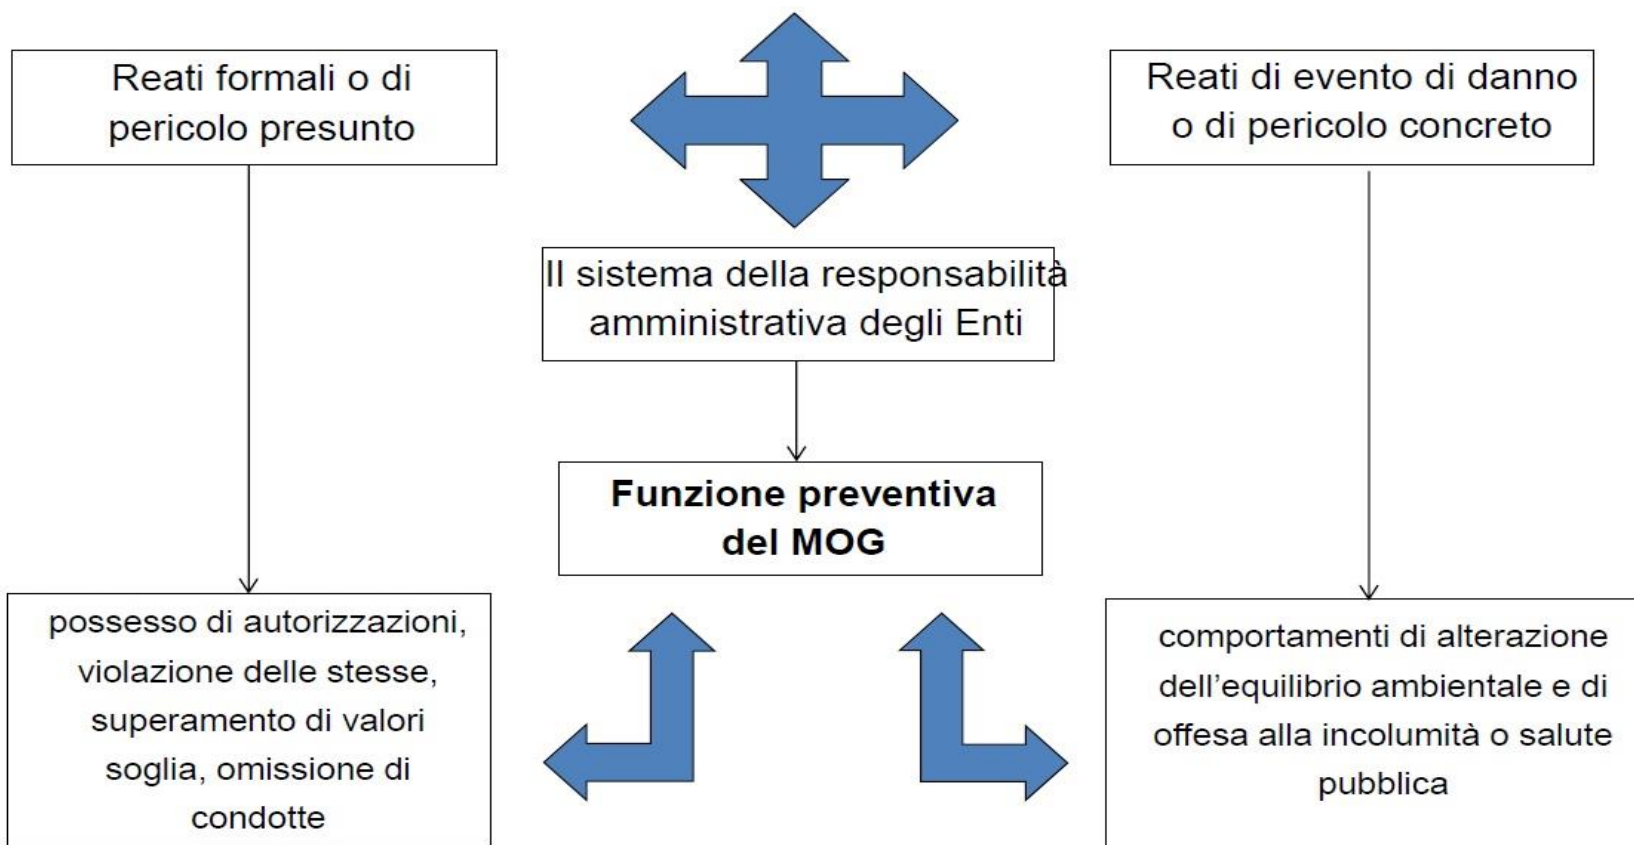 Reati formali o di
pericolo presunto
Reati di evento di danno
o di pericolo concreto
Il sistema della responsabilità
amministrativa degli Enti
Funzione preventiva
del MOG
possesso di autorizzazioni,
violazione delle stesse,
superamento di valori
soglia, omissione di
condotte
comportamenti di alterazione
dell’equilibrio ambientale e di
offesa alla incolumità o salute
pubblica